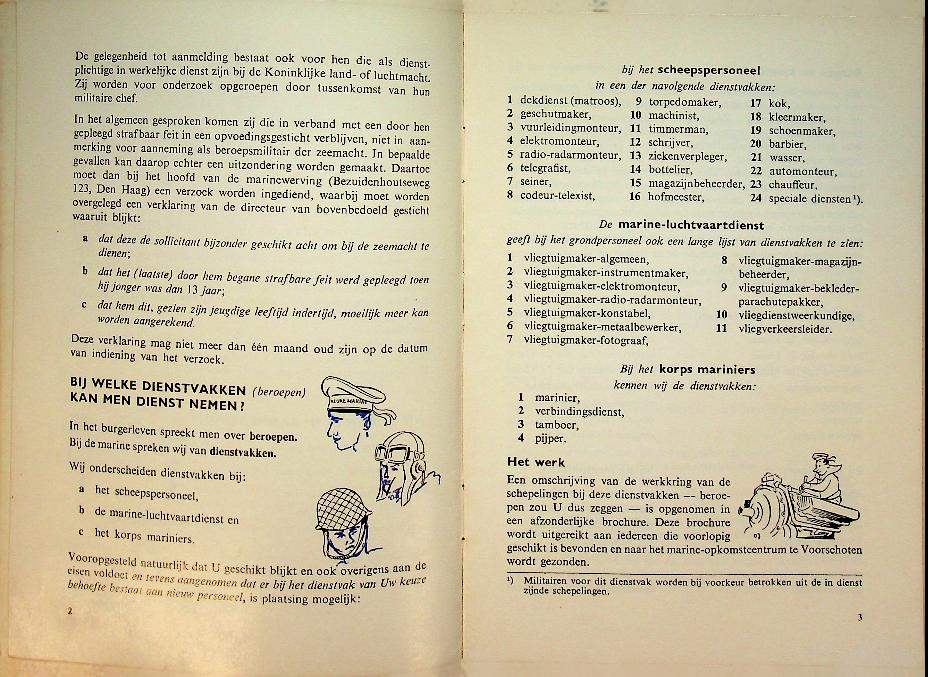 De gelegenheid tot aanmelding bestaat ook voor hen die als dienst-
plichtige in werkelijke dienst zijn bij de Koninklijke land- of luchtmacht.
Zij worden voor onderzoek opgeroepen door tussenkomst van hun
militaire chef.
In het algemeen gesproken komen zij die in verband met een door hen
gepleegd strafbaar feit in een opvoedingsgesticht verblijven, niet in aan-
merking voor aanneming als beroepsmilitair der zeemacht. In bepaalde
gevallen kan daarop echter een uitzondering worden gemaakt. Daartoe
moet dan bij het hoofd van de marinewerving (Bezuidenhoutseweg
123, Den Haag) een verzoek worden ingediend, waarbij moet worden
overgelegd een verklaring van de directeur van bovenbedoeld gesticht
waaruit blijkt:
a dat deze de sollicitant bijzonder geschikt acht om bij de zeemacht te
dienen;
b dat het (laatste) door hem begane strafbare feit werd gepleegd toen
hij jonger was dan 13 jaar;
c dat hem dit, gezien zijn jeugdige leeftijd indertijd, moeilijk meer kan
worden aangerekend.
Deze verklaring mag niet meer dan één maand oud zijn op de datum
van indiening van het verzoek.
BIJ WELKE DIENSTVAKKEN (beroepen)
KAN MEN DIENST NEMEN?
In het burgerleven spreekt men over beroepen.
Bij de marine spreken wij van dienstvakken.
Wij onderscheiden dienstvakken bij:
a het scheepspersoneel,
b de marine-luchtvaartdienst en
c het korps mariniers.
Vooropgesteld natuurlijk dat U geschikt blijkt en ook overigens aan de
eisen voldoet en tevens aangenomen dat er bij het dienstvak van Uw keuze
behoefte bestaat aan nieuw personeel, is plaatsing mogelijk:
2
bij het scheepspersoneel
in een der navolgende dienstvakken:
1 dekdienst (matroos), 9 torpedomaker, 17 kok,
2 geschutmaker, 10 machinist, 18 kleermaker,
3 vuurleidingmonteur, 11 timmerman, 19 schoenmaker,
4 elektromonteur, 12 schrijver, 20 barbier,
5 radio-radarmonteur, 13 ziekenverpleger, 21 wasser,
6 telegrafist, 14 bottelier, 22 automonteur,
7 seiner, 15 magazijnbeheerder, 23 chauffeur,
8 codeur-telexist, 16 hofmeester, 24 speciale diensten¹).
De marine-luchtvaartdienst
geeft bij het grondpersoneel ook een lange lijst van dienstvakken te zien:
1 vliegtuigmaker-algemeen,
2 vliegtuigmaker-instrumentmaker,
3 vliegtuigmaker-elektromonteur,
4 vliegtuigmaker-radio-radarmonteur,
5 vliegtuigmaker-konstabel,
6 vliegtuigmaker-metaalbewerker,
7 vliegtuigmaker-fotograaf,
8 vliegtuigmaker-magazijn-
beheerder,
9 vliegtuigmaker-bekleder-
parachutepakker,
10 vliegdienstweerkundige,
11 vliegverkeersleider.
Bij het korps mariniers
kennen wij de dienstvakken:
1 marinier,
2 verbindingsdienst,
3 tamboer,
4 pijper.
Het werk
Een omschrijving van de werkkring van de
schepelingen bij deze dienstvakken — beroe-
pen zou U dus zeggen — is opgenomen in
een afzonderlijke brochure. Deze brochure
wordt uitgereikt aan iedereen die voorlopig
geschikt is bevonden en naar het marine-opkomstcentrum te Voorschoten
wordt gezonden.
¹) Militairen voor dit dienstvak worden bij voorkeur betrokken uit de in dienst
zijnde schepelingen.
3